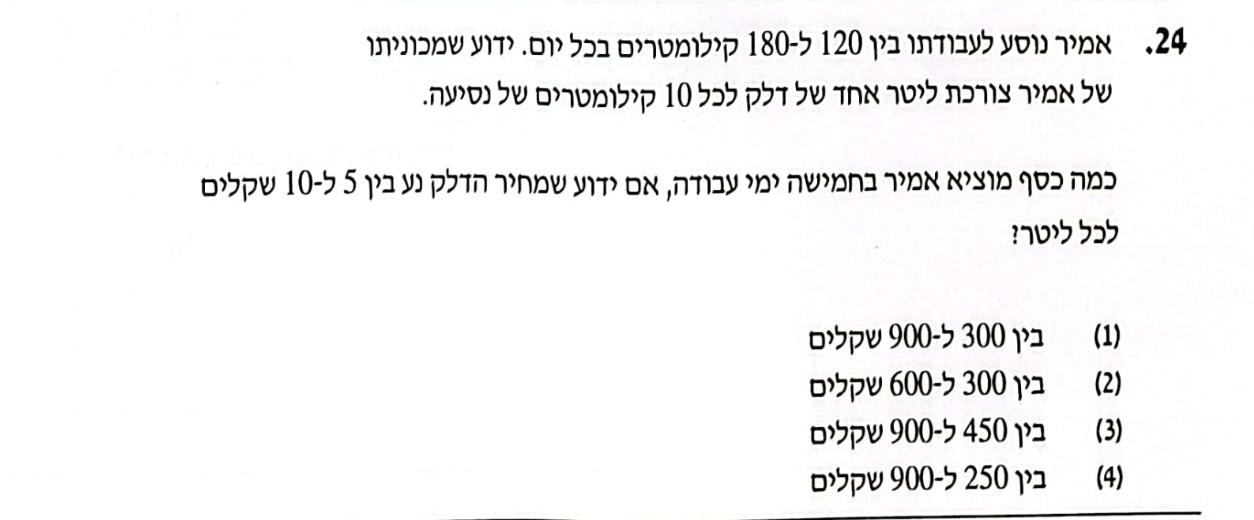 24. אמיר נוסע לעבודתו בין 120 ל-180 קילומטרים בכל יום. ידוע שמכוניתו
של אמיר צורכת ליטר אחד של דלק לכל 10 קילומטרים של נסיעה.
כמה כסף מוציא אמיר בחמישה ימי עבודה, אם ידוע שמחיר הדלק נע בין 5 ל-10 שקלים
לכל ליטר?
(1) בין 300 ל-900 שקלים
(2) בין 300 ל-600 שקלים
(3) בין 450 ל-900 שקלים
(4) בין 250 ל-900 שקלים